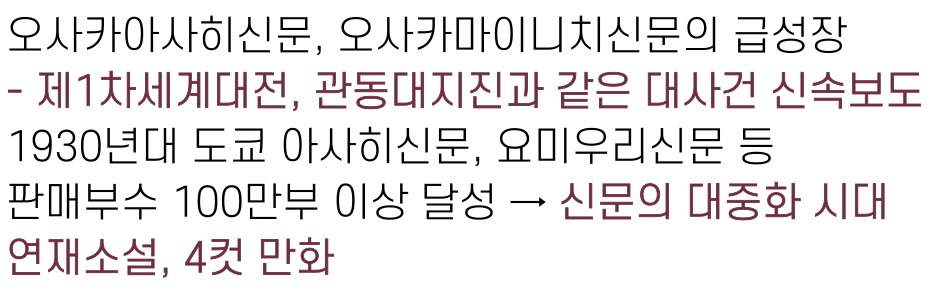 오사카아사히신문, 오사카마이니치신문의 급성장
- 제1차세계대전, 관동대지진과 같은 대사건 신속보도
1930년대 도쿄 아사히신문, 요미우리신문 등
판매부수 100만부 이상 달성 → 신문의 대중화 시대
연재소설, 4컷 만화